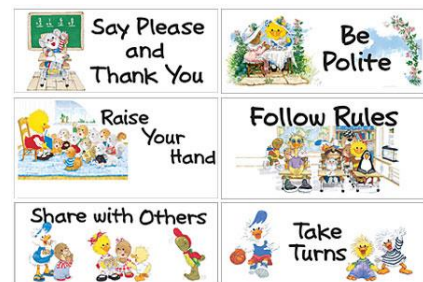 Say Please
and
Thank You
Be
Polite
Raise
Your
Hand
Follow Rules
Share with Others
Take
Turns